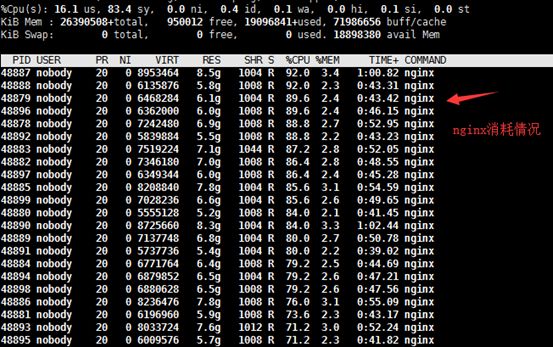 %Cpu(s): 16.1 us, 83.4 sy, 0.0 ni, 0.4 id, 0.1 wa, 0.0 hi, 0.1 si, 0.0 st
KiB Mem : 26390508+total, 950012 free, 19096841+used, 71986656 buff/cache
KiB Swap: 0 total, 0 free, 0 used. 18898380 avail Mem
PID USER PR NI VIRT RES SHR S %CPU %MEM TIME+ COMMAND
48887 nobody 20 0 8953464 8.5g 1004 R 92.0 3.4 1:00.82 nginx
48888 nobody 20 0 6135876 5.8g 1008 R 92.0 2.3 0:43.31 nginx
48879 nobody 20 0 6468284 6.1g 1004 R 89.6 2.4 0:43.42 nginx
48896 nobody 20 0 6362000 6.0g 1008 R 89.6 2.4 0:46.15 nginx
48878 nobody 20 0 7242480 6.9g 1008 R 88.8 2.7 0:52.95 nginx
nginx消耗情况
48892 nobody 20 0 5839884 5.5g 1008 R 88.8 2.2 0:43.23 nginx
48883 nobody 20 0 7519224 7.1g 1044 R 87.2 2.8 0:52.05 nginx
48882 nobody 20 0 7346180 7.0g 1008 R 86.4 2.8 0:48.55 nginx
48897 nobody 20 0 6349344 6.0g 1008 R 86.4 2.4 0:45.28 nginx
48885 nobody 20 0 8208840 7.8g 1008 R 85.6 3.1 0:54.59 nginx
48899 nobody 20 0 7028236 6.6g 1008 R 85.6 2.6 0:49.65 nginx
48880 nobody 20 0 5555128 5.2g 1008 R 84.0 2.1 0:41.45 nginx
48890 nobody 20 0 8725660 8.3g 1008 R 84.0 3.3 1:02.44 nginx
48889 nobody 20 0 7137748 6.8g 1004 R 80.0 2.7 0:50.78 nginx
48891 nobody 20 0 5737736 5.4g 1004 R 80.0 2.2 0:39.02 nginx
48884 nobody 20 0 6771764 6.4g 1008 R 79.2 2.5 0:44.69 nginx
48894 nobody 20 0 6879852 6.5g 1004 R 79.2 2.6 0:47.21 nginx
48898 nobody 20 0 6880628 6.5g 1008 R 79.2 2.6 0:47.56 nginx
48886 nobody 20 0 8236476 7.8g 1008 R 76.0 3.1 0:55.09 nginx
48881 nobody 20 0 6196960 5.9g 1008 R 73.6 2.3 0:43.17 nginx
48893 nobody 20 0 8033724 7.6g 1012 R 71.2 3.0 0:52.24 nginx
48895 nobody 20 0 6009576 5.7g 1008 R 71.2 2.3 0:41.82 nginx